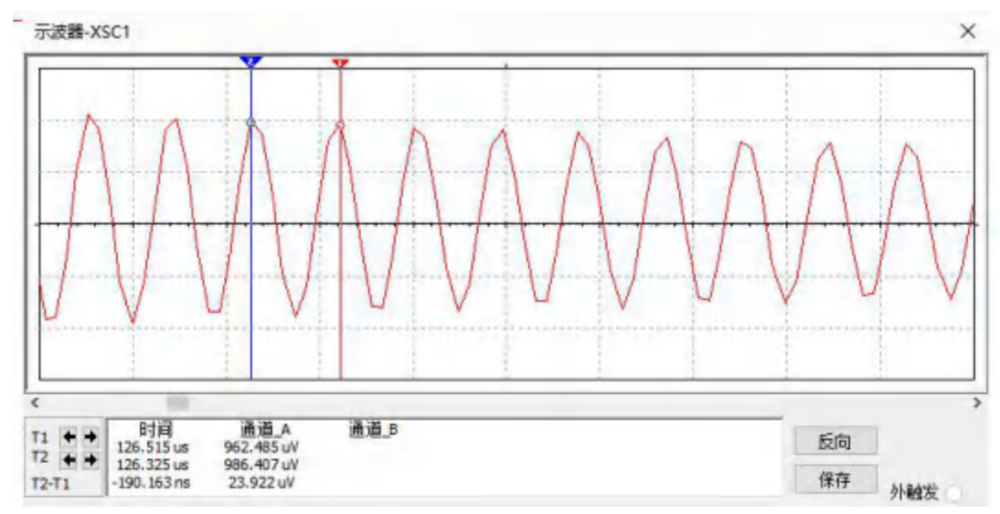 示波器-XSC1
2 1
时间 通道_A 通道_B
T1 126.515 us 962.485 uV
T2 126.325 us 986.407 uV
T2-T1 -190.163 ns 23.922 uV
反向
保存
外触发